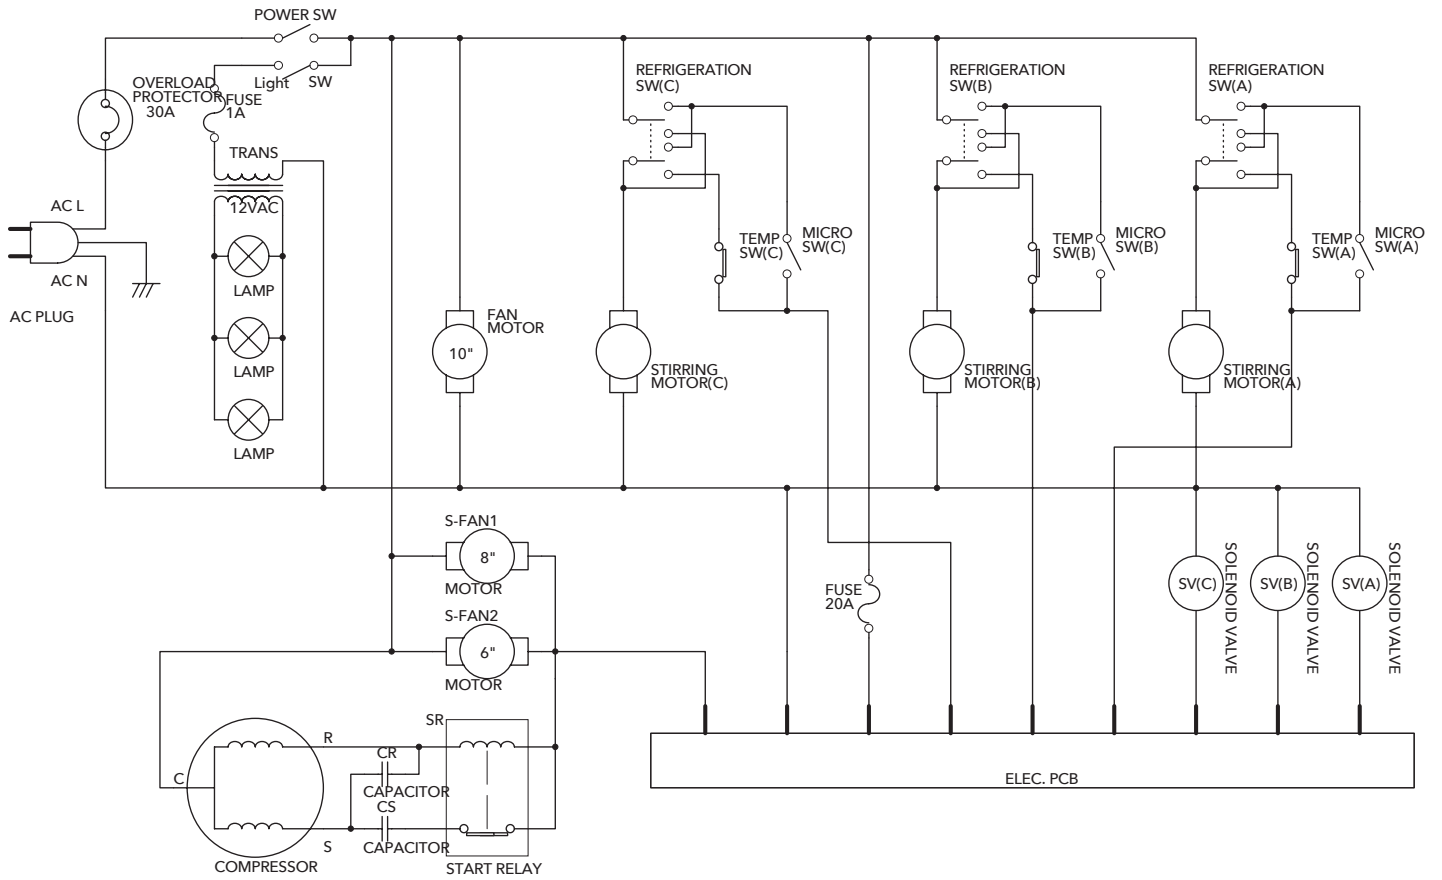 POWER SW
Light SW
OVERLOAD
PROTECTOR
30A
FUSE
1A
TRANS
12VAC
AC L
AC N
AC PLUG
LAMP
LAMP
LAMP
FAN
MOTOR
10"
REFRIGERATION
SW(C)
TEMP
SW(C)
MICRO
SW(C)
STIRRING
MOTOR(C)
REFRIGERATION
SW(B)
TEMP
SW(B)
MICRO
SW(B)
STIRRING
MOTOR(B)
REFRIGERATION
SW(A)
TEMP
SW(A)
MICRO
SW(A)
STIRRING
MOTOR(A)
S-FAN1
8"
MOTOR
S-FAN2
6"
MOTOR
FUSE
20A
SV(C)
SOLENOID VALVE
SV(B)
SOLENOID VALVE
SV(A)
SOLENOID VALVE
SR
R
CR
CAPACITOR
C
CS
CAPACITOR
S
COMPRESSOR
START RELAY
ELEC. PCB